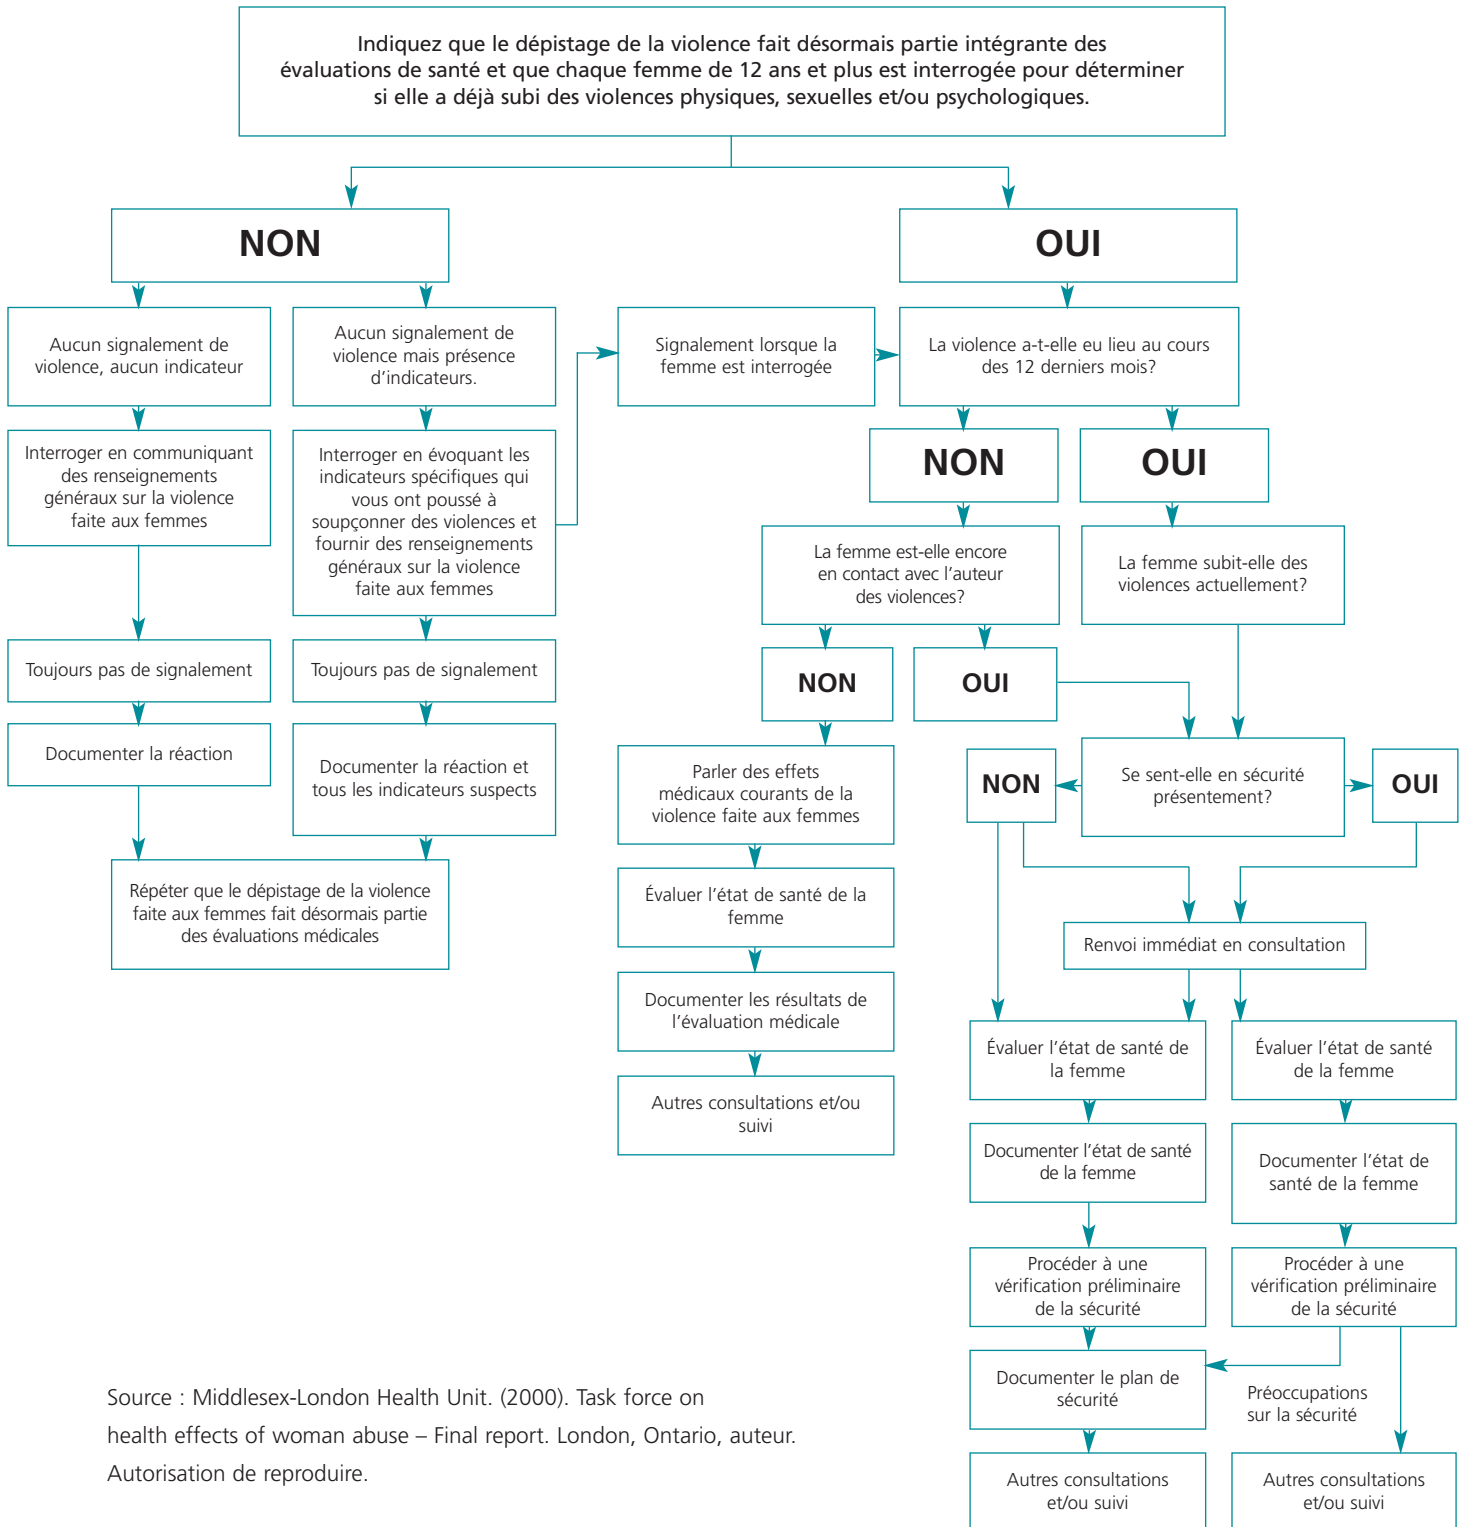 Indiquez que le dépistage de la violence fait désormais partie intégrante des
évaluations de santé et que chaque femme de 12 ans et plus est interrogée pour déterminer
si elle a déjà subi des violences physiques, sexuelles et/ou psychologiques.
NON
OUI
Aucun signalement de
violence, aucun indicateur
Aucun signalement de
violence mais présence
d’indicateurs.
Signalement lorsque la
femme est interrogée
La violence a-t-elle eu lieu au cours
des 12 derniers mois?
Interroger en communiquant
des renseignements
généraux sur la violence
faite aux femmes
Interroger en évoquant les
indicateurs spécifiques qui
vous ont poussé à
soupçonner des violences et
fournir des renseignements
généraux sur la violence
faite aux femmes
NON
OUI
La femme est-elle encore
en contact avec l’auteur
des violences?
La femme subit-elle des
violences actuellement?
Toujours pas de signalement
Toujours pas de signalement
NON
OUI
Documenter la réaction
Documenter la réaction et
tous les indicateurs suspects
Parler des effets
médicaux courants de la
violence faite aux femmes
NON
Se sent-elle en sécurité
présentement?
OUI
Répéter que le dépistage de la violence
faite aux femmes fait désormais partie
des évaluations médicales
Évaluer l’état de santé de la
femme
Renvoi immédiat en consultation
Documenter les résultats de
l’évaluation médicale
Évaluer l’état de santé de
la femme
Évaluer l’état de santé
de la femme
Autres consultations et/ou
suivi
Documenter l’état de santé
de la femme
Documenter l’état de
santé de la femme
Procéder à une
vérification préliminaire
de la sécurité
Procéder à une
vérification préliminaire
de la sécurité
Documenter le plan de
sécurité
Préoccupations
sur la sécurité
Autres consultations
et/ou suivi
Autres consultations
et/ou suivi
Source : Middlesex-London Health Unit. (2000). Task force on
health effects of woman abuse – Final report. London, Ontario, auteur.
Autorisation de reproduire.